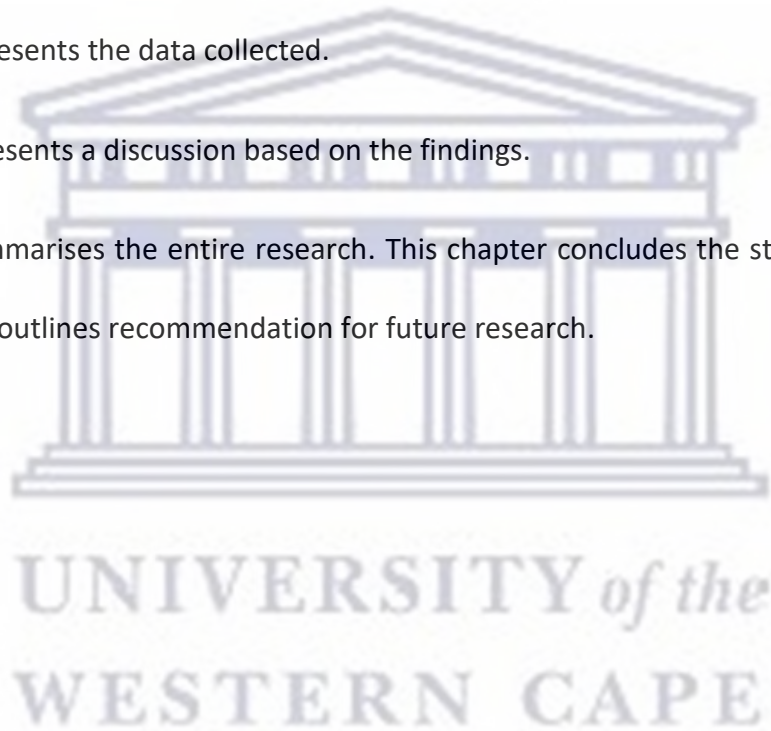 esents the data collected.
esents a discussion based on the findings.
marises the entire research. This chapter concludes the st
outlines recommendation for future research.
UNIVERSITY of the
WESTERN CAPE